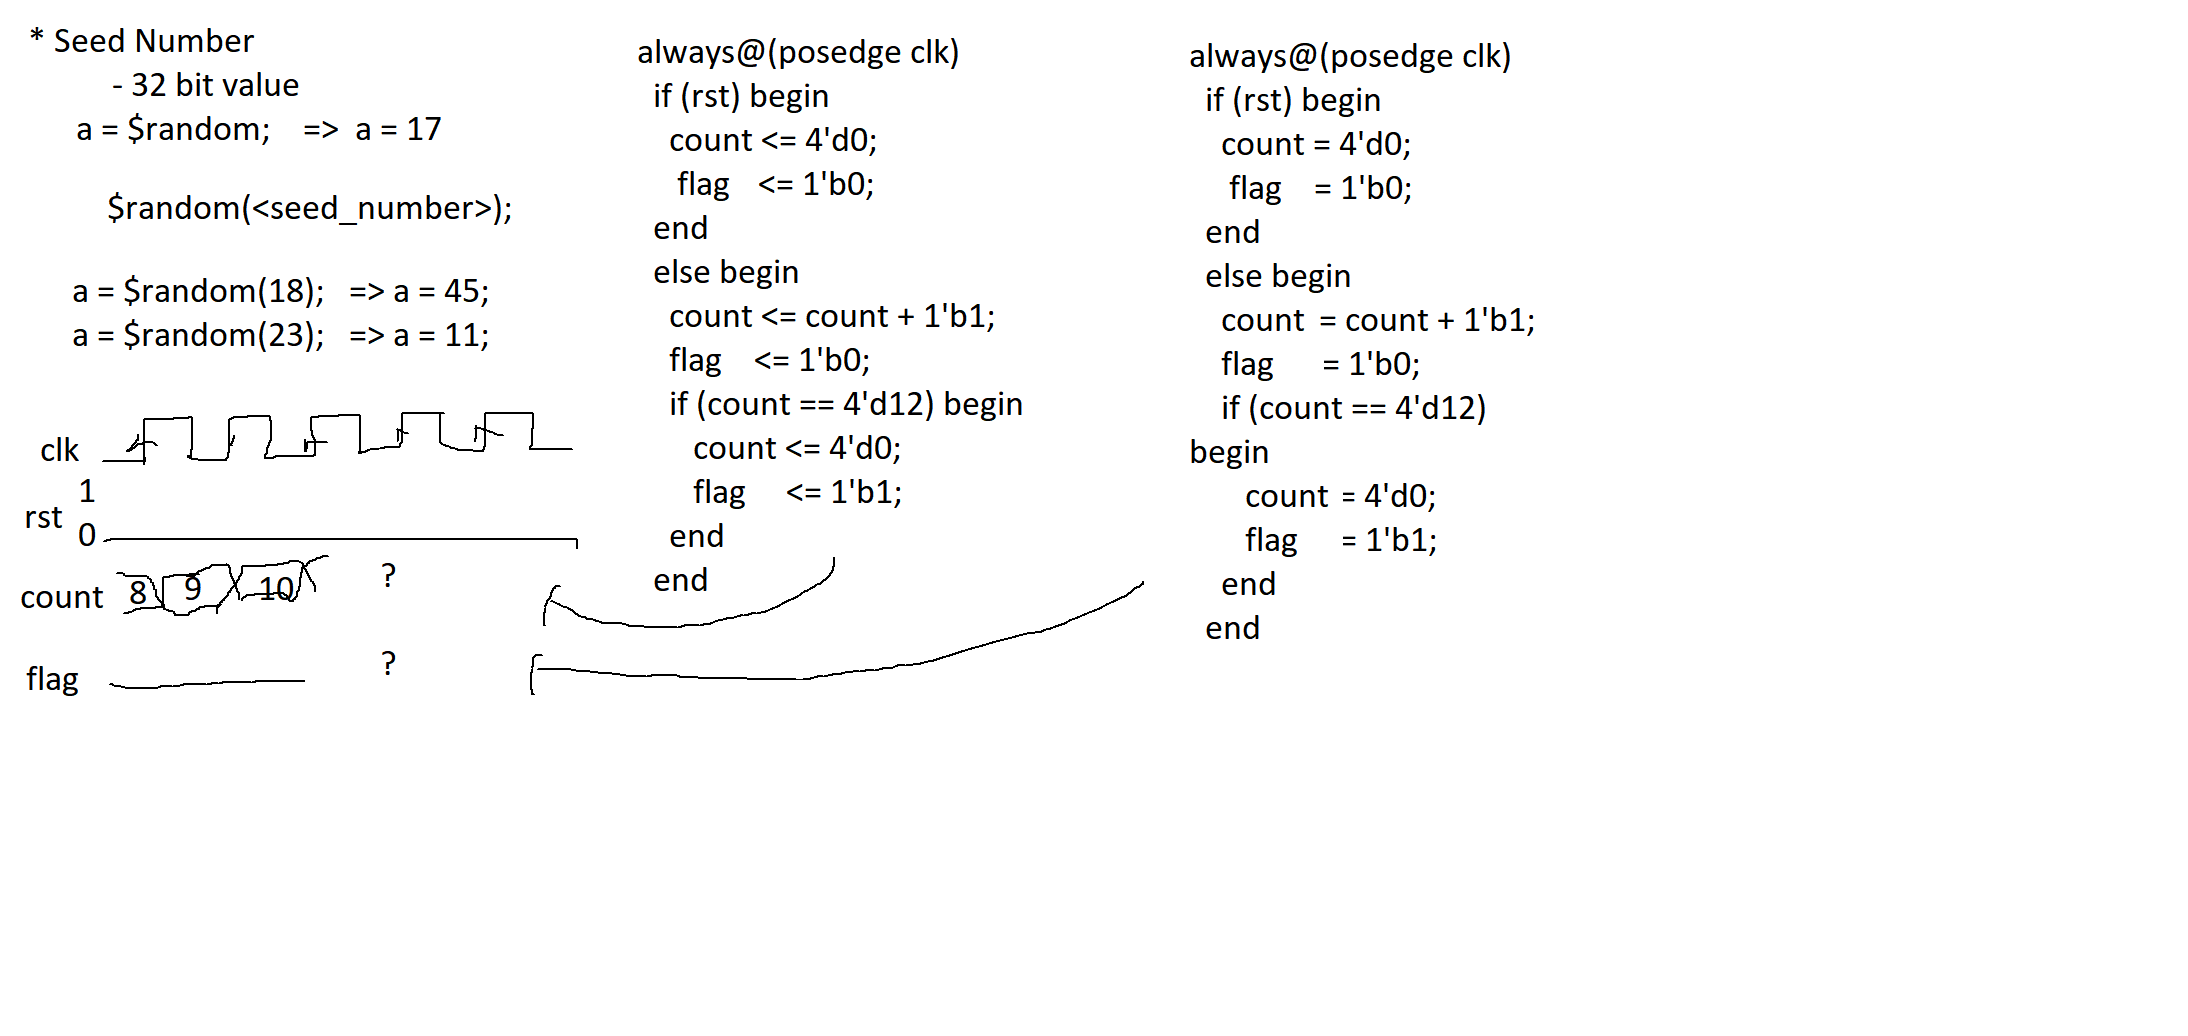 * Seed Number
- 32 bit value
a = $random; => a = 17
$random(<seed_number>);
a = $random(18); => a = 45;
a = $random(23); => a = 11;
clk
1
rst
0
count 8 9 10 ?
flag ?
always@(posedge clk)
if (rst) begin
count <= 4'd0;
flag <= 1'b0;
end
else begin
count <= count + 1'b1;
flag <= 1'b0;
if (count == 4'd12) begin
count <= 4'd0;
flag <= 1'b1;
end
end
always@(posedge clk)
if (rst) begin
count = 4'd0;
flag = 1'b0;
end
else begin
count = count + 1'b1;
flag = 1'b0;
if (count == 4'd12)
begin
count = 4'd0;
flag = 1'b1;
end
end